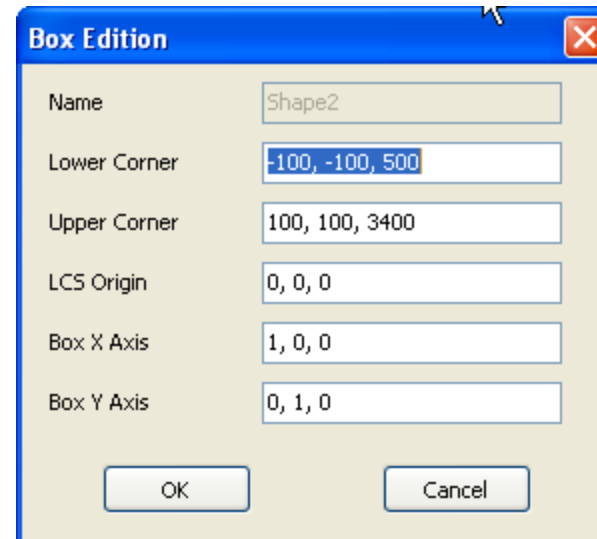 Box Edition
Name Shape2
Lower Corner -100, -100, 500
Upper Corner 100, 100, 3400
LCS Origin 0, 0, 0
Box X Axis 1, 0, 0
Box Y Axis 0, 1, 0
OK Cancel